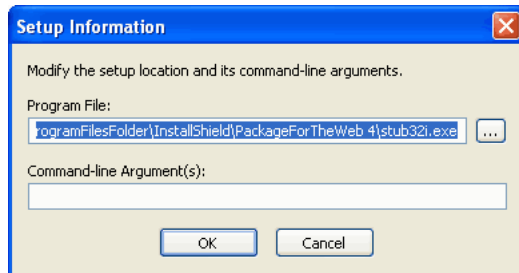 Setup Information
Modify the setup location and its command-line arguments.
Program File:
rogramFilesFolder\InstallShield\PackageForTheWeb 4\stub32i.exe
...
Command-line Argument(s):
OK
Cancel